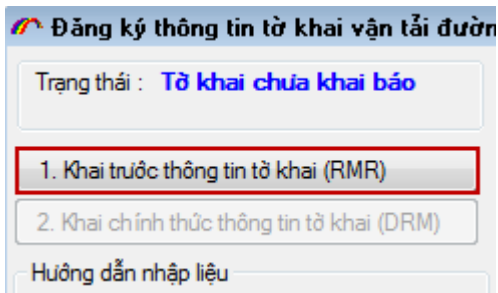 Đăng ký thông tin tờ khai vận tải đườn
Trạng thái : Tờ khai chưa khai báo
1. Khai trước thông tin tờ khai (RMR)
2. Khai chính thức thông tin tờ khai (DRM)
Hướng dẫn nhập liệu